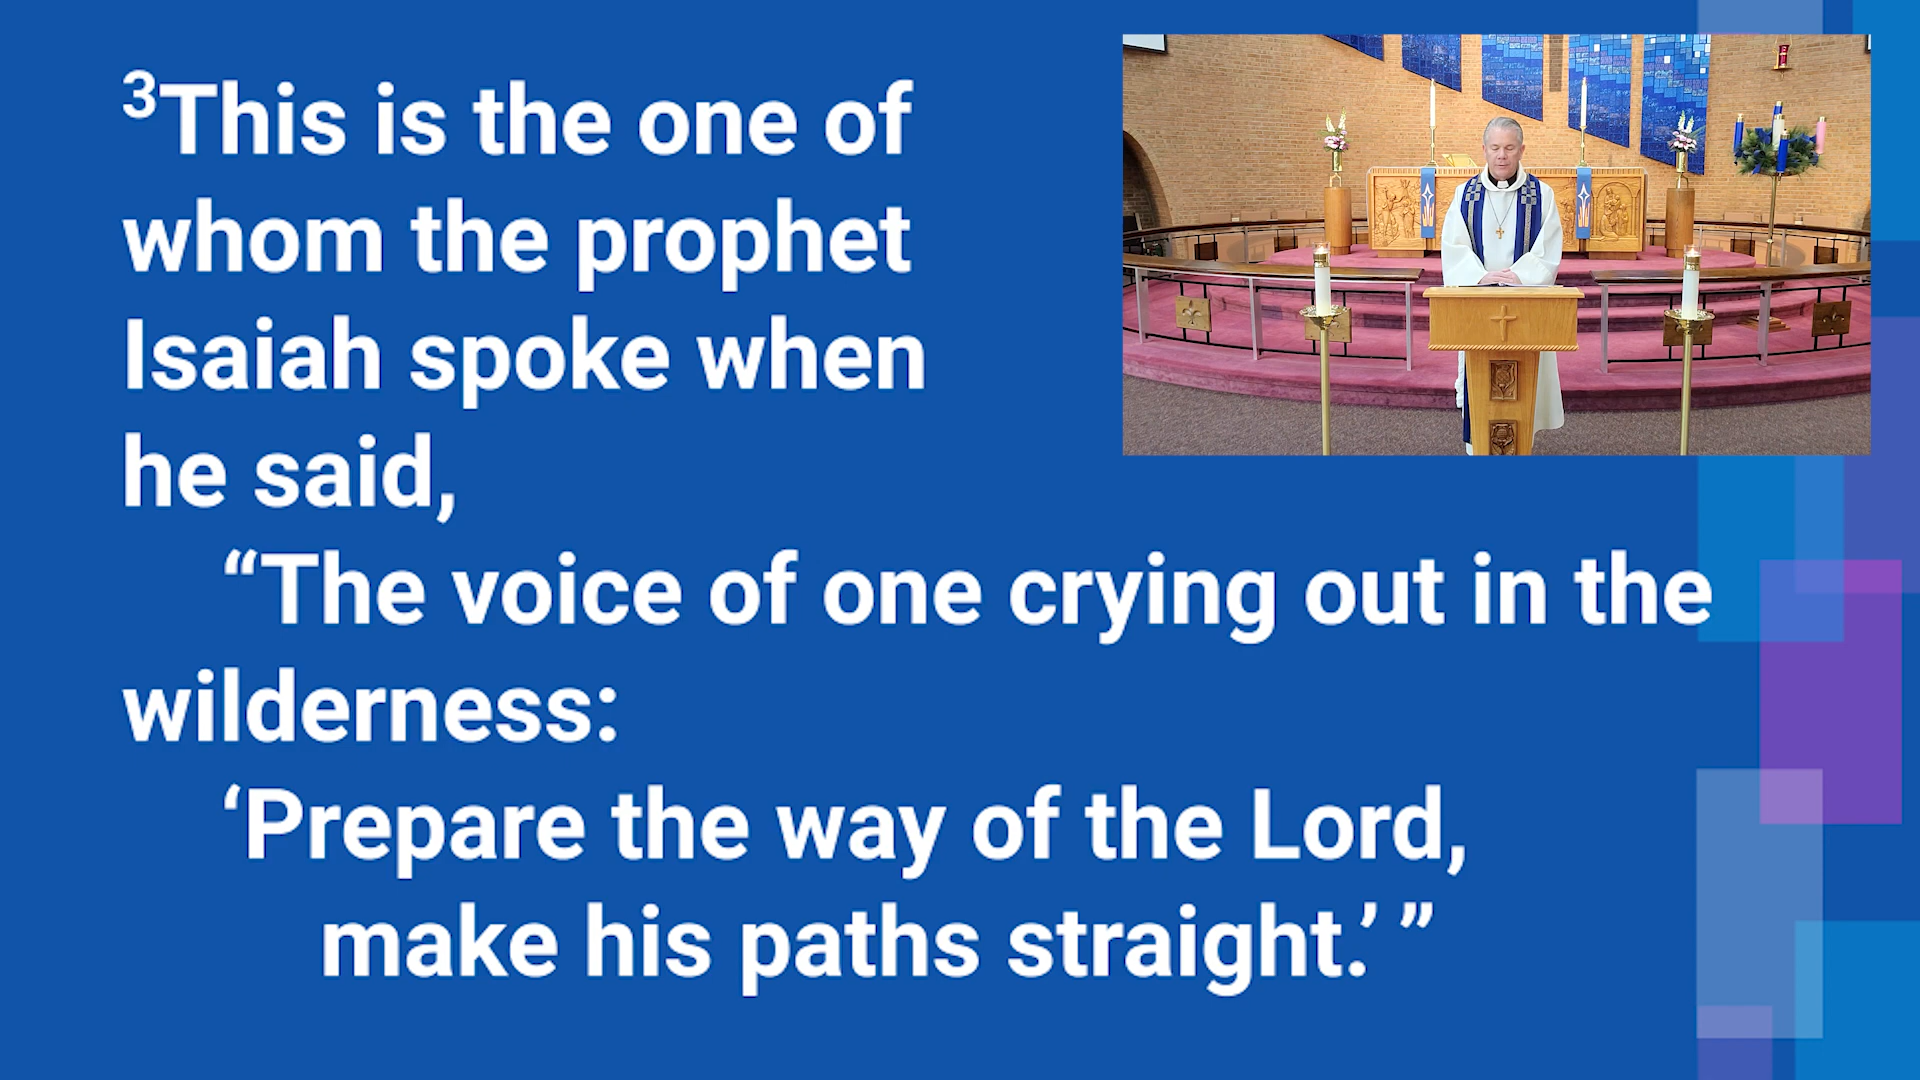 ³This is the one of
whom the prophet
Isaiah spoke when
he said,
“The voice of one crying out in the
wilderness:
‘Prepare the way of the Lord,
make his paths straight.’ ”